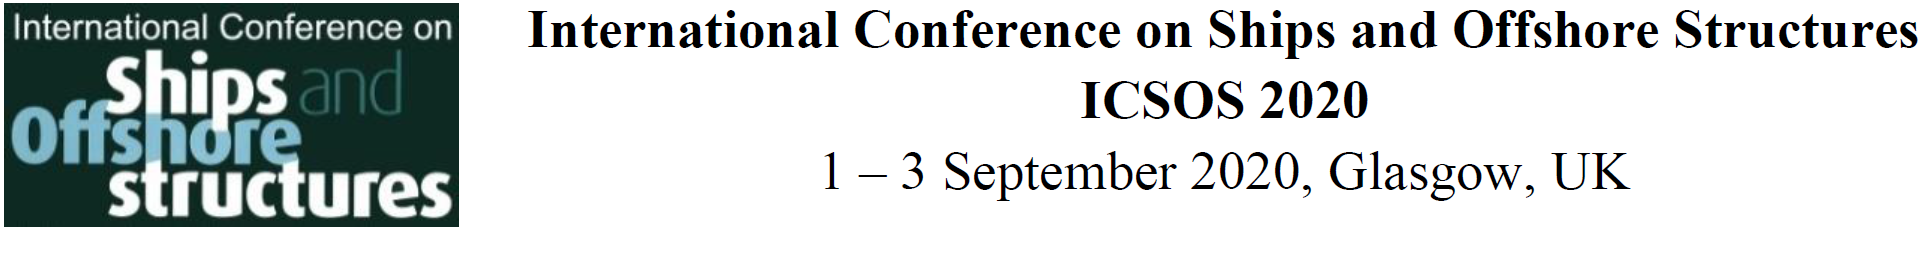 International Conference on
Ships and
Offshore
structures
International Conference on Ships and Offshore Structures
ICSOS 2020
1 – 3 September 2020, Glasgow, UK